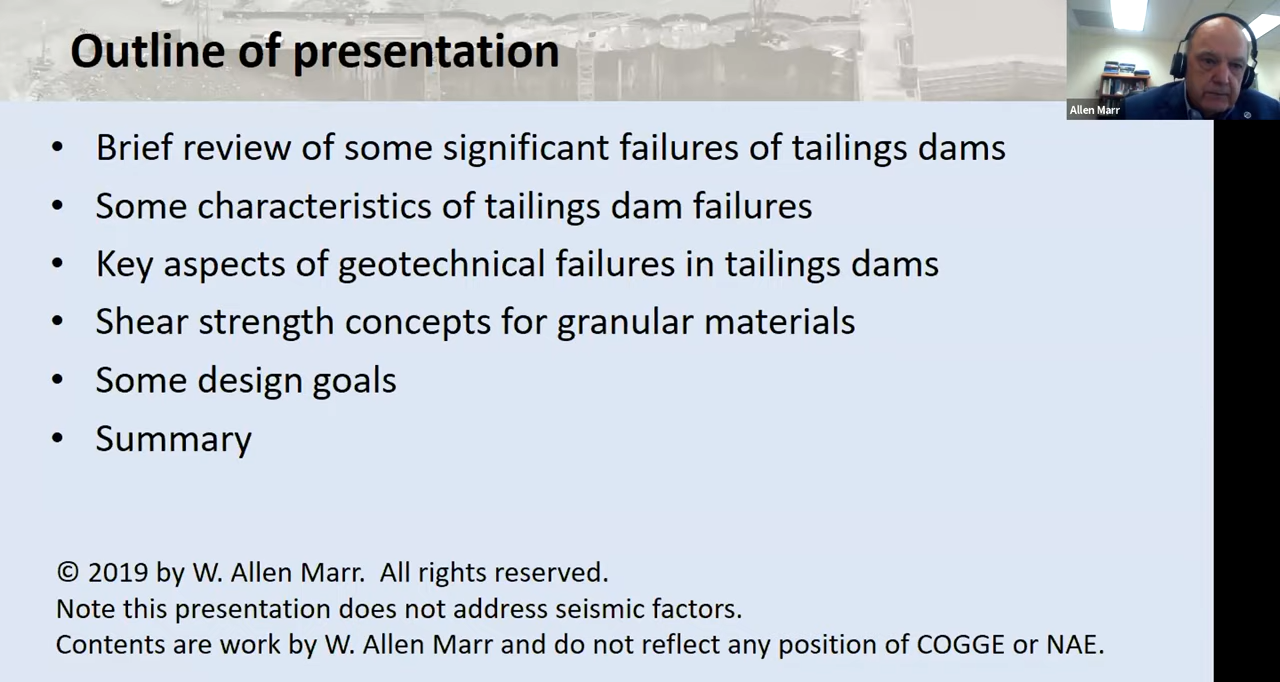 Outline of presentation
Allen Marr
• Brief review of some significant failures of tailings dams
• Some characteristics of tailings dam failures
• Key aspects of geotechnical failures in tailings dams
• Shear strength concepts for granular materials
• Some design goals
• Summary
© 2019 by W. Allen Marr.  All rights reserved.
Note this presentation does not address seismic factors.
Contents are work by W. Allen Marr and do not reflect any position of COGGE or NAE.